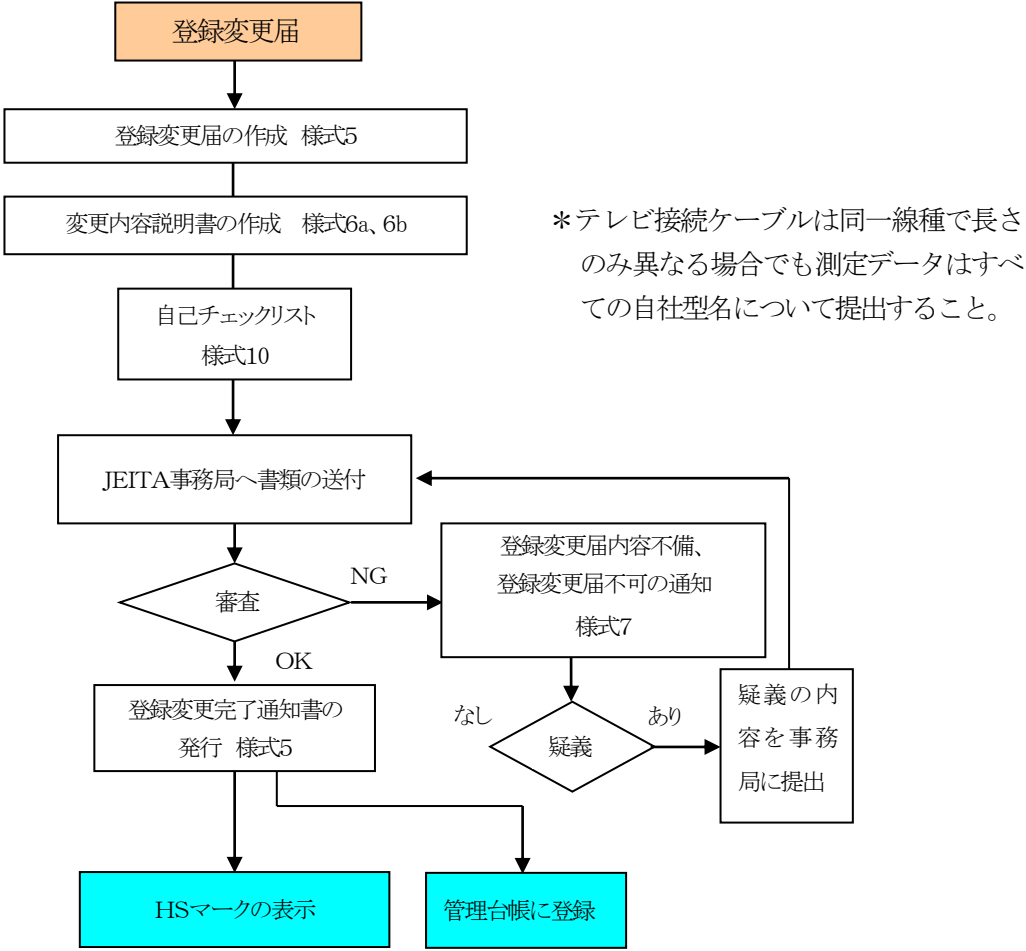 登録変更届
登録変更届の作成 様式5
変更内容説明書の作成 様式6a、6b
＊テレビ接続ケーブルは同一線種で長さ
のみ異なる場合でも測定データはすべ
ての自社型名について提出すること。
自己チェックリスト
様式10
JEITA事務局へ書類の送付
審査
NG
OK
登録変更届内容不備、
登録変更届不可の通知
様式7
登録変更完了通知書の
発行 様式5
なし
疑義
あり
疑義の内
容を事務
局に提出
HSマークの表示
管理台帳に登録